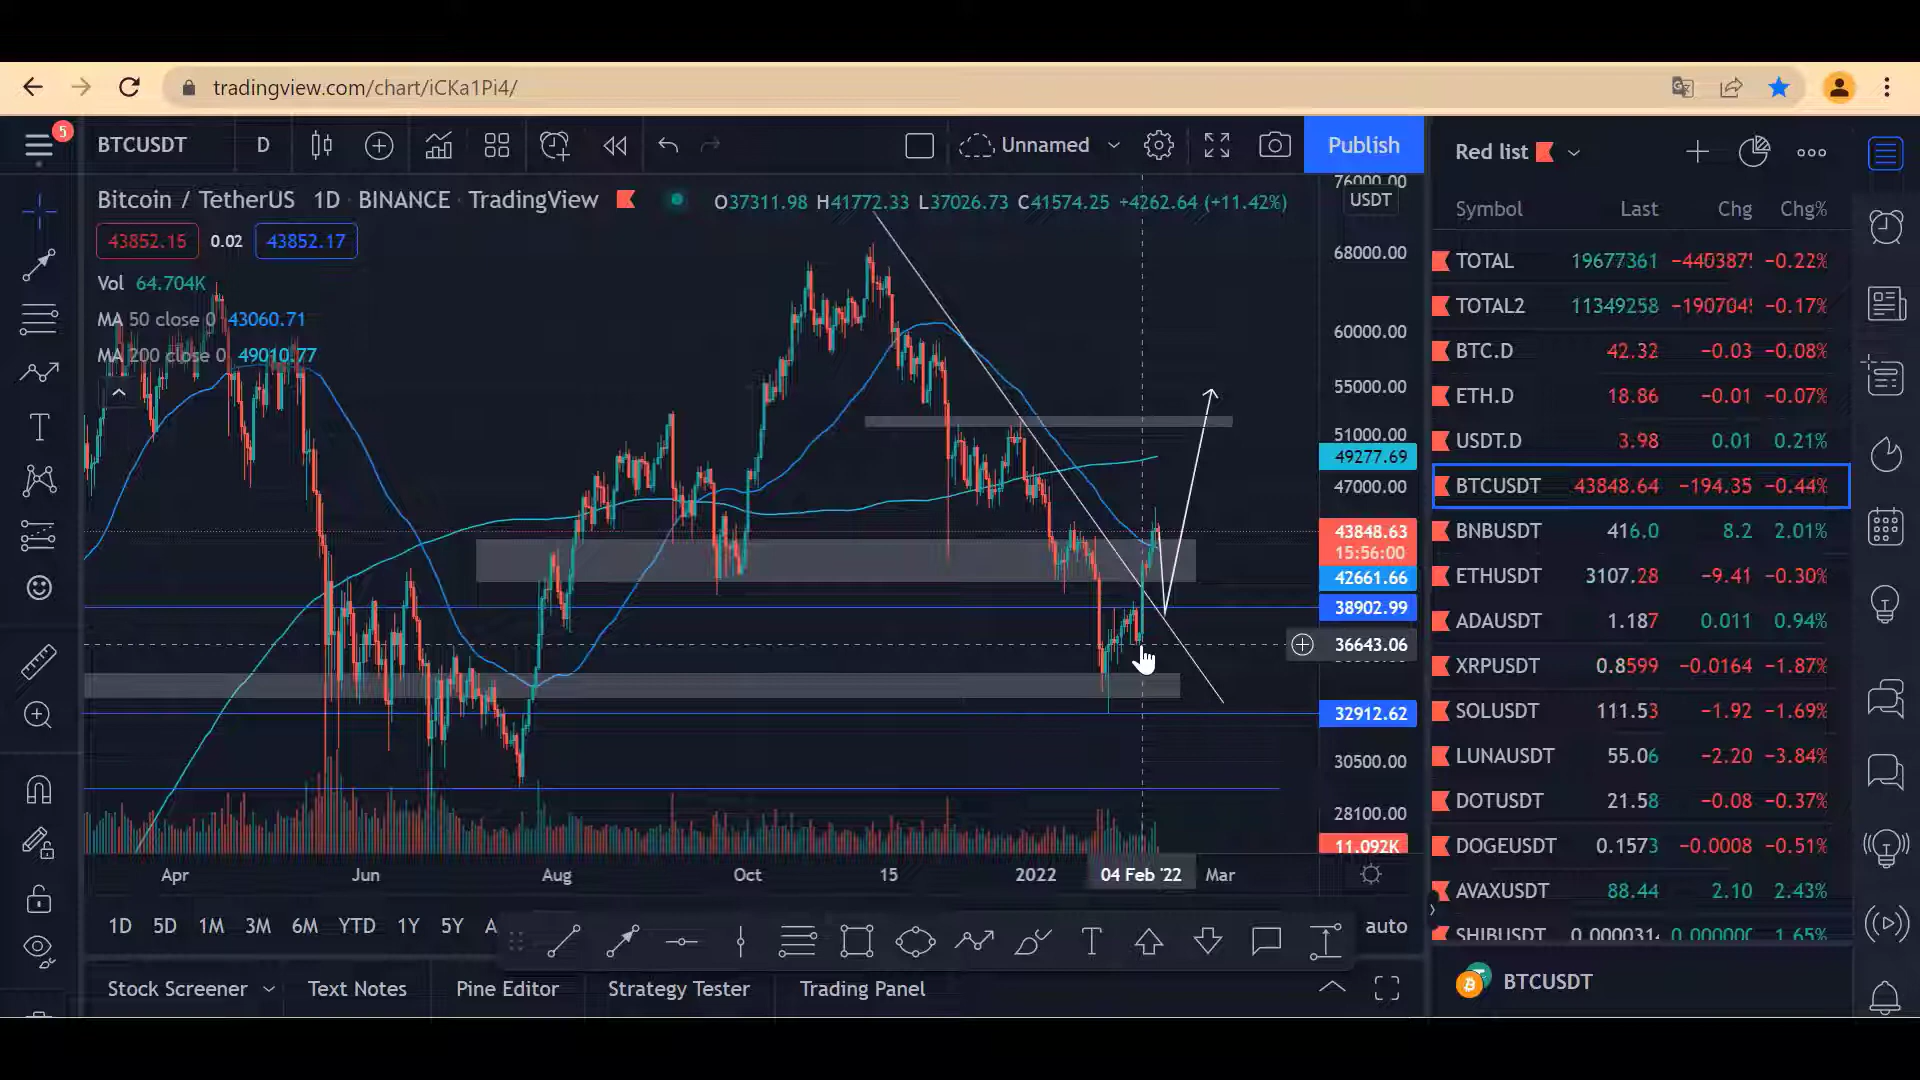 tradingview.com/chart/iCKa1Pi4/
5
BTCUSDT D Unnamed Publish
Bitcoin / TetherUS 1D BINANCE TradingView O37311.98 H41772.33 L37026.73 C41574.25 +4262.64 (+11.42%)
43852.15 0.02 43852.17
Vol 64.704K
MA 50 close 0 43060.71
MA 200 close 0 49010.77
76000.00
USDT
68000.00
60000.00
55000.00
51000.00
49277.69
47000.00
43848.63
15:56:00
42661.66
38902.99
36643.06
32912.62
30500.00
28100.00
11.092K
Apr Jun Aug Oct 15 2022 04 Feb '22 Mar
1D 5D 1M 3M 6M YTD 1Y 5Y A auto
Stock Screener Text Notes Pine Editor Strategy Tester Trading Panel
Red list
Symbol Last Chg Chg%
TOTAL 19677361 −0.22%
TOTAL2 11349258 −0.17%
BTC.D 42.32 −0.03 −0.08%
ETH.D 18.86 −0.01 −0.07%
USDT.D 3.98 0.01 0.21%
BTCUSDT 43848.64 −194.35 −0.44%
BNBUSDT 416.0 8.2 2.01%
ETHUSDT 3107.28 −9.41 −0.30%
ADAUSDT 1.187 0.011 0.94%
XRPUSDT 0.8599 −0.0164 −1.87%
SOLUSDT 111.53 −1.92 −1.69%
LUNAUSDT 55.06 −2.20 −3.84%
DOTUSDT 21.58 −0.08 −0.37%
DOGEUSDT 0.1573 −0.0008 −0.51%
AVAXUSDT 88.44 2.10 2.43%
SHIBUSDT 1.65%
BTCUSDT